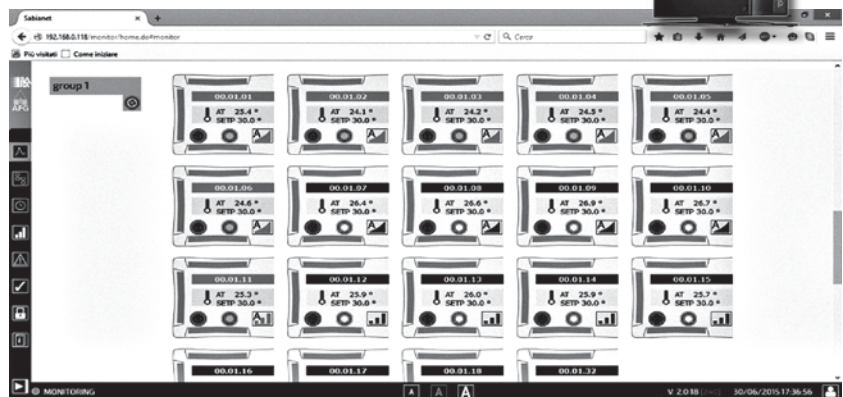 Sabianet × +
192.168.0.118/monitor/home.do#monitor
Cerca
Più visitati Come iniziare
group 1
AFG
00.01.01
AT 25.4 °
SETP 30.0 °
A
00.01.02
AT 24.1 °
SETP 30.0 °
A
00.01.03
AT 24.2 °
SETP 30.0 °
A
00.01.04
AT 24.5 °
SETP 30.0 °
A
00.01.05
AT 24.4 °
SETP 30.0 °
A
00.01.06
AT 24.6 °
SETP 30.0 °
A
00.01.07
AT 26.4 °
SETP 30.0 °
A
00.01.08
AT 26.6 °
SETP 30.0 °
A
00.01.09
AT 26.9 °
SETP 30.0 °
A
00.01.10
AT 26.7 °
SETP 30.0 °
A
00.01.11
AT 25.3 °
SETP 30.0 °
A
00.01.12
AT 25.9 °
SETP 30.0 °
00.01.13
AT 26.0 °
SETP 30.0 °
00.01.14
AT 25.9 °
SETP 30.0 °
00.01.15
AT 25.7 °
SETP 30.0 °
00.01.16
00.01.17
00.01.18
00.01.32
MONITORING
A A A
V 2.0.18
30/06/2015 17:36:56